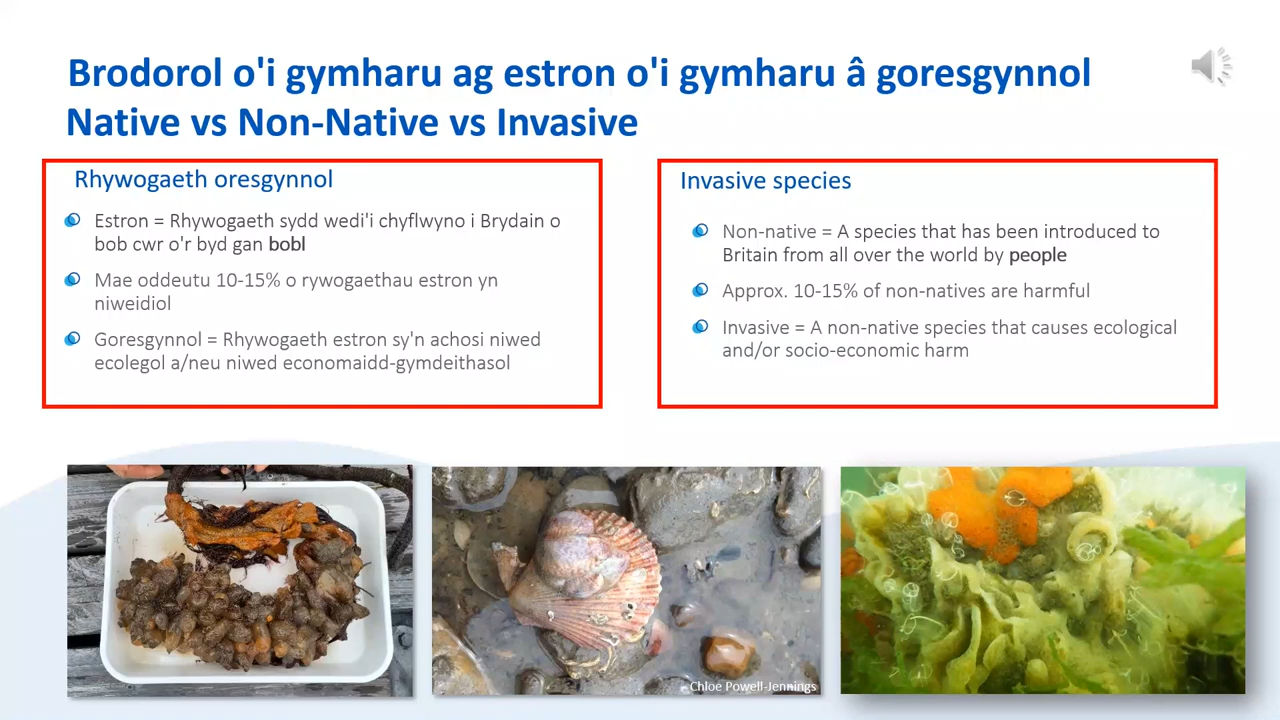 Brodorol o'i gymharu ag estron o'i gymharu â goresgynnol
Native vs Non-Native vs Invasive
Rhywogaeth oresgynnol
Estron = Rhywogaeth sydd wedi'i chyflwyno i Brydain o
bob cwr o'r byd gan bobl
Mae oddeutu 10-15% o rywogaethau estron yn
niweidiol
Goresgynnol = Rhywogaeth estron sy'n achosi niwed
ecolegol a/neu niwed economaidd-gymdeithasol
Invasive species
Non-native = A species that has been introduced to
Britain from all over the world by people
Approx. 10-15% of non-natives are harmful
Invasive = A non-native species that causes ecological
and/or socio-economic harm
Chloe Powell-Jennings